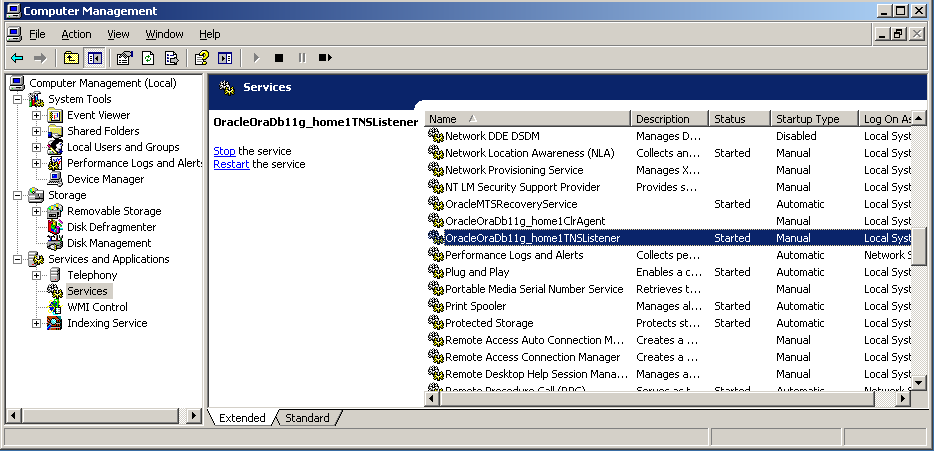 Computer Management
File Action View Window Help
Computer Management (Local)
System Tools
Event Viewer
Shared Folders
Local Users and Groups
Performance Logs and Alert:
Device Manager
Storage
Removable Storage
Disk Defragmenter
Disk Management
Services and Applications
Telephony
Services
WMI Control
Indexing Service
Services
OracleOraDb11g_home1TNSListener
Stop the service
Restart the service
Name Description Status Startup Type Log On As
Network DDE DSDM Manages D... Disabled Local Syst
Network Location Awareness (NLA) Collects an... Started Manual Local Syst
Network Provisioning Service Manages X... Manual Local Syst
NT LM Security Support Provider Provides s... Manual Local Syst
OracleMTSRecoveryService Started Automatic Local Syst
OracleOraDb11g_home1ClrAgent Manual Local Syst
OracleOraDb11g_home1TNSListener Started Manual Local Syst
Performance Logs and Alerts Collects pe... Automatic Network S
Plug and Play Enables a c... Started Automatic Local Syst
Portable Media Serial Number Service Retrieves t... Manual Local Syst
Print Spooler Manages al... Started Automatic Local Syst
Protected Storage Protects st... Started Automatic Local Syst
Remote Access Auto Connection M... Creates a ... Manual Local Syst
Remote Access Connection Manager Creates a ... Manual Local Syst
Remote Desktop Help Session Mana... Manages a... Manual Local Syst
Remote Procedure Call (RPC) Serves as t... Started Automatic Network S
Extended Standard